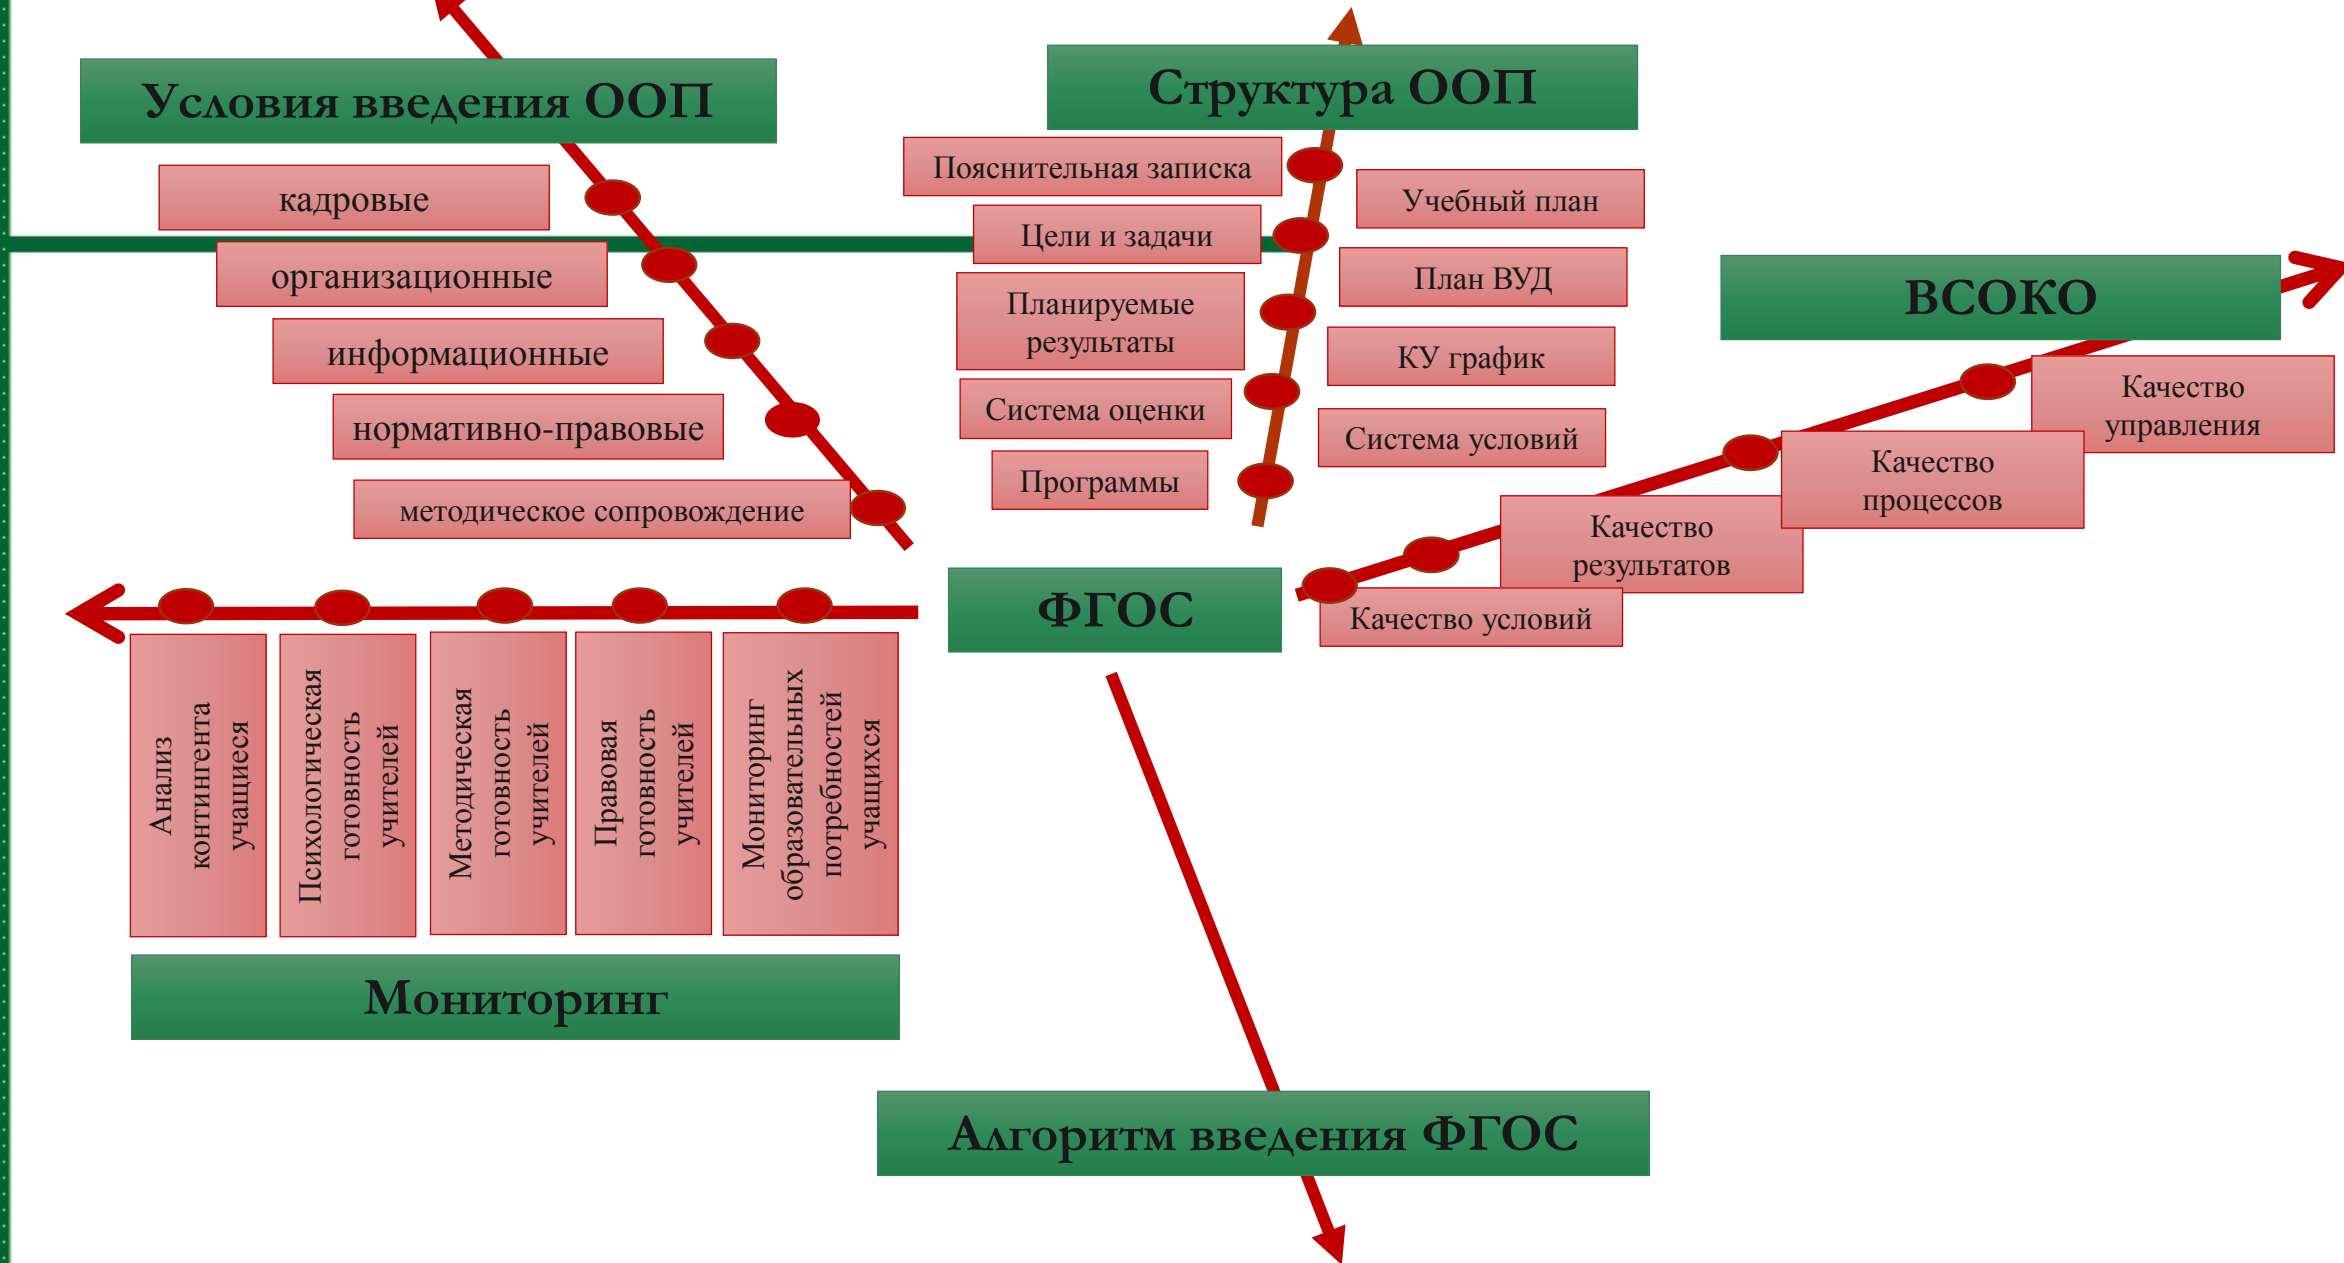 Условия введения ООП
кадровые
организационные
информационные
нормативно-правовые
методическое сопровождение
Структура ООП
Пояснительная записка
Цели и задачи
Планируемые
результаты
Система оценки
Программы
Учебный план
План ВУД
КУ график
Система условий
ВСОКО
Качество
управления
Качество
процессов
Качество
результатов
Качество условий
ФГОС
Анализ
контингента
учащиеся
Психологическая
готовность
учителей
Методическая
готовность
учителей
Правовая
готовность
учителей
Мониторинг
образовательных
потребностей
учащихся
Мониторинг
Алгоритм введения ФГОС